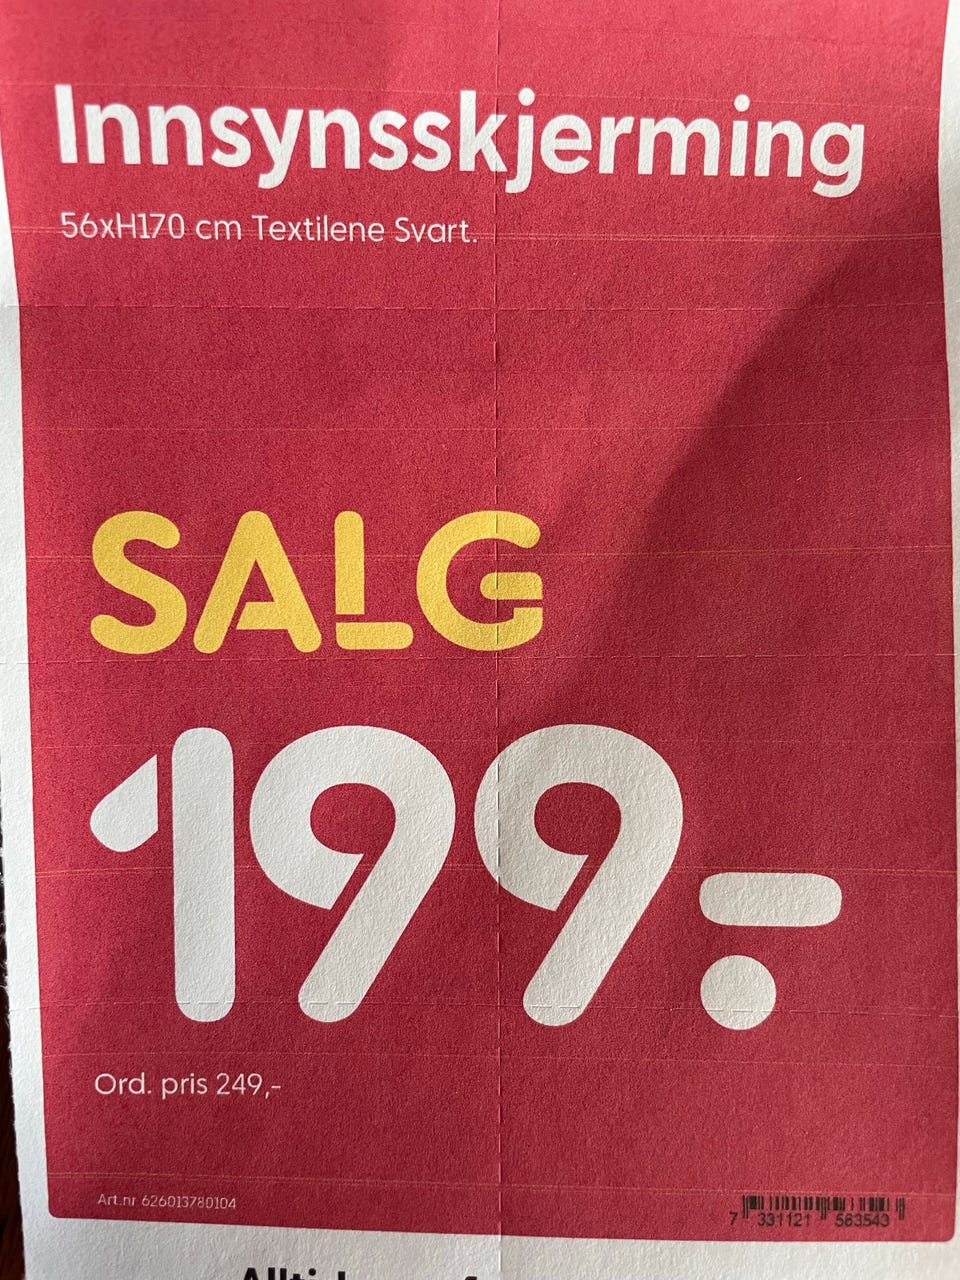 Innsynsskjerming
56xH170 cm Textilene Svart.
SALG
199.-
Ord. pris 249,-
Art.nr 626013780104
7 331121 563543